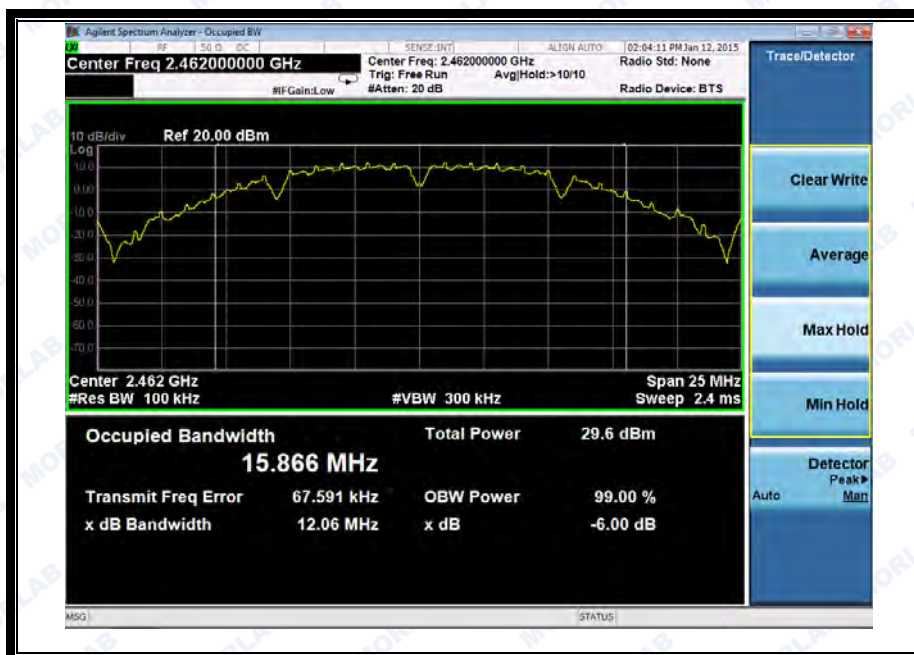 Agilent Spectrum Analyzer - Occupied BW
LXI RF 50 Ω DC SENSE:INT ALIGN AUTO 02:04:11 PM Jan 12, 2015
Center Freq 2.462000000 GHz
Center Freq: 2.462000000 GHz
Radio Std: None
Trig: Free Run
Avg|Hold:>10/10
#IFGain:Low
#Atten: 20 dB
Radio Device: BTS
10 dB/div
Ref 20.00 dBm
Log
10.0
0.00
-10.0
-20.0
-30.0
-40.0
-50.0
-60.0
-70.0
Center 2.462 GHz
Span 25 MHz
#Res BW 100 kHz
#VBW 300 kHz
Sweep 2.4 ms
Occupied Bandwidth
Total Power
29.6 dBm
15.866 MHz
Transmit Freq Error
67.591 kHz
OBW Power
99.00 %
x dB Bandwidth
12.06 MHz
x dB
-6.00 dB
MSG
STATUS
Trace/Detector
Clear Write
Average
Max Hold
Min Hold
Detector
Peak▶
Auto Man